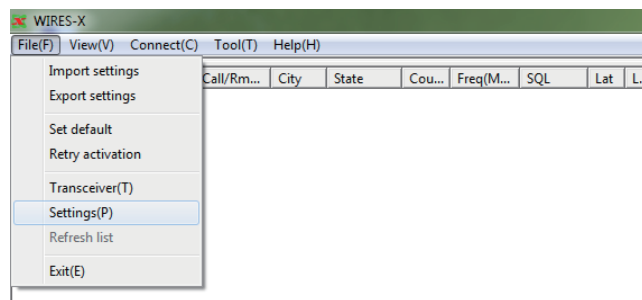 WIRES-X
File(F) View(V) Connect(C) Tool(T) Help(H)
Call/Rm... City State Cou... Freq(M... SQL Lat L.
Import settings
Export settings
Set default
Retry activation
Transceiver(T)
Settings(P)
Refresh list
Exit(E)